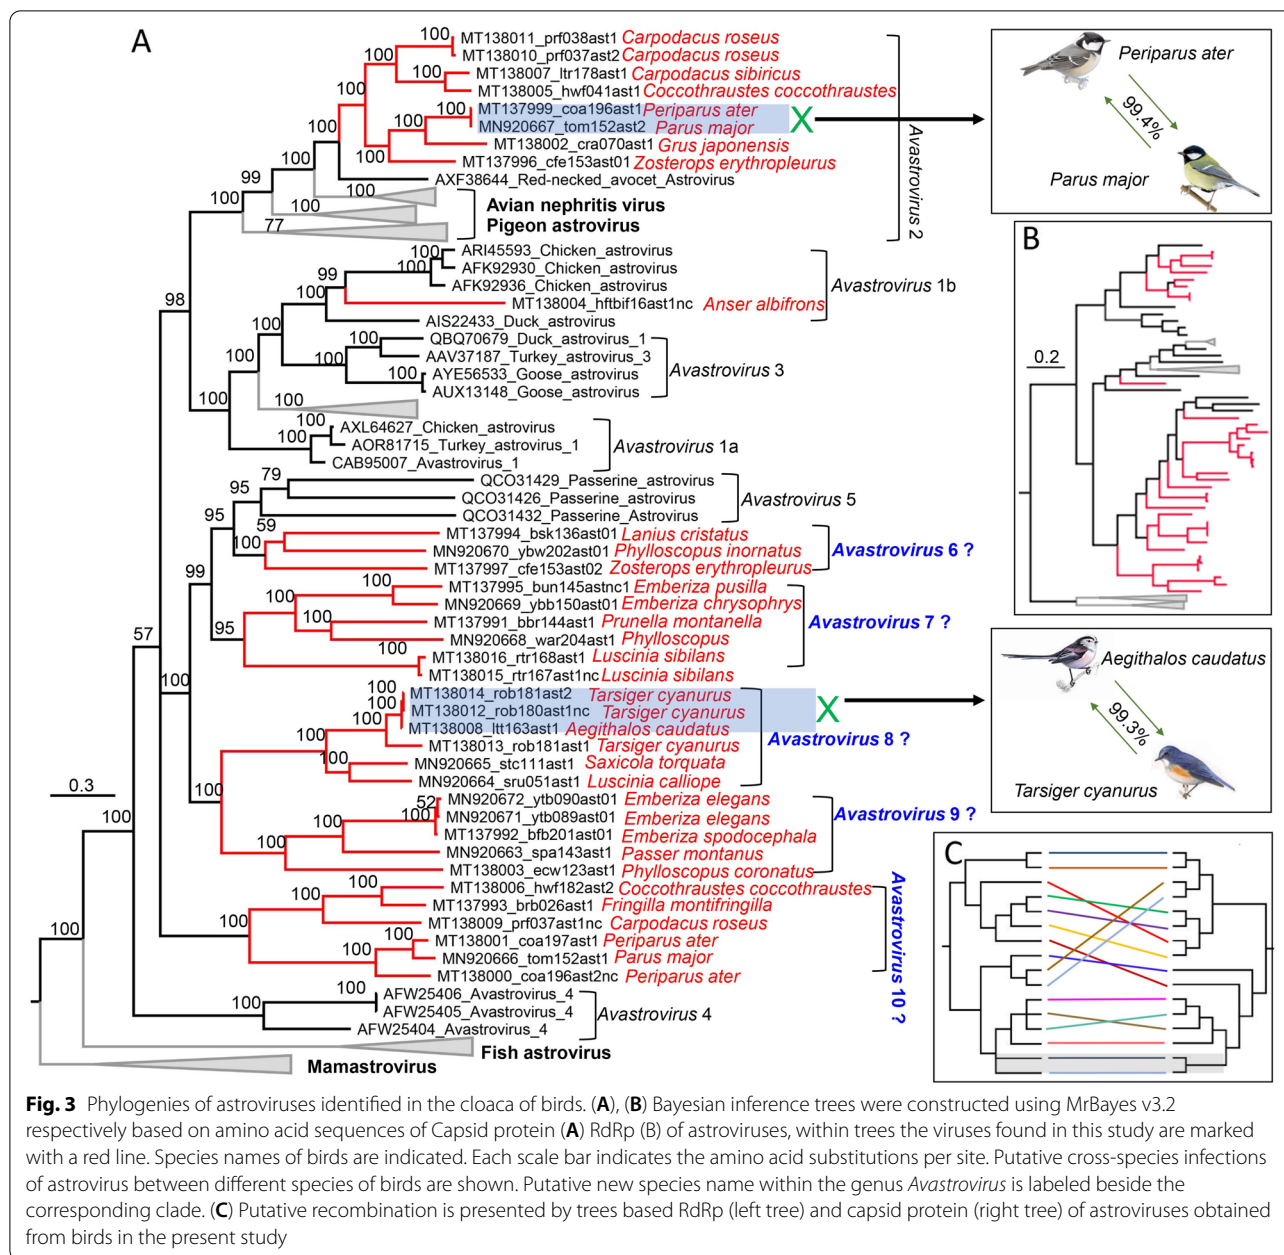 A
MT138011_prf038ast1 Carpodacus roseus
MT138010_prf037ast2 Carpodacus roseus
MT138007_ltr178ast1 Carpodacus sibiricus
MT138005_hwf041ast1 Coccothraustes coccothraustes
MT137999_coa196ast1 Periparus ater
MN920667_tom152ast2 Parus major
X
MT138002_cra070ast1 Grus japonensis
MT137996_cfe153ast01 Zosterops erythropleurus
AXF38644_Red-necked_avocet_Astrovirus
Avian nephritis virus
Pigeon astrovirus
Avastrovirus 2
100
100
100
100
100
100
100
100
100
99
100
100
100
77
ARI45593_Chicken_astrovirus
AFK92930_Chicken_astrovirus
AFK92936_Chicken_astrovirus
MT138004_hftbif16ast1nc Anser albifrons
AIS22433_Duck_astrovirus
Avastrovirus 1b
QBQ70679_Duck_astrovirus_1
AAV37187_Turkey_astrovirus_3
AYE56533_Goose_astrovirus
AUX13148_Goose_astrovirus
Avastrovirus 3
AXL64627_Chicken_astrovirus
AOR81715_Turkey_astrovirus_1
CAB95007_Avastrovirus_1
Avastrovirus 1a
100
100
99
100
98
100
100
100
100
100
100
100
100
QCO31429_Passerine_astrovirus
QCO31426_Passerine_astrovirus
QCO31432_Passerine_Astrovirus
Avastrovirus 5
MT137994_bsk136ast01 Lanius cristatus
MN920670_ybw202ast01 Phylloscopus inornatus
MT137997_cfe153ast02 Zosterops erythropleurus
Avastrovirus 6 ?
MT137995_bun145astnc1 Emberiza pusilla
MN920669_ybb150ast01 Emberiza chrysophrys
MT137991_bbr144ast1 Prunella montanella
MN920668_war204ast1 Phylloscopus
MT138016_rtr168ast1 Luscinia sibilans
MT138015_rtr167ast1nc Luscinia sibilans
Avastrovirus 7 ?
79
95
95
59
100
99
100
100
100
95
57
100
100
MT138014_rob181ast2 Tarsiger cyanurus
MT138012_rob180ast1nc Tarsiger cyanurus
MT138008_ltt163ast1 Aegithalos caudatus
X
MT138013_rob181ast1 Tarsiger cyanurus
MN920665_stc111ast1 Saxicola torquata
MN920664_sru051ast1 Luscinia calliope
Avastrovirus 8 ?
MN920672_ytb090ast01 Emberiza elegans
MN920671_ytb089ast01 Emberiza elegans
MT137992_bfb201ast01 Emberiza spodocephala
MN920663_spa143ast1 Passer montanus
MT138003_ecw123ast1 Phylloscopus coronatus
Avastrovirus 9 ?
100
100
100
100
100
100
52
100
100
100
0.3
100
MT138006_hwf182ast2 Coccothraustes coccothraustes
MT137993_brb026ast1 Fringilla montifringilla
MT138009_prf037ast1nc Carpodacus roseus
MT138001_coa197ast1 Periparus ater
MN920666_tom152ast1 Parus major
MT138000_coa196ast2nc Periparus ater
Avastrovirus 10 ?
AFW25406_Avastrovirus_4
AFW25405_Avastrovirus_4
AFW25404_Avastrovirus_4
Avastrovirus 4
Fish astrovirus
Mamastrovirus
100
100
100
100
100
100
100
100
Periparus ater
99.4%
Parus major
B
0.2
Aegithalos caudatus
99.3%
Tarsiger cyanurus
C
Fig. 3 Phylogenies of astroviruses identified in the cloaca of birds. (A), (B) Bayesian inference trees were constructed using MrBayes v3.2
respectively based on amino acid sequences of Capsid protein (A) RdRp (B) of astroviruses, within trees the viruses found in this study are marked
with a red line. Species names of birds are indicated. Each scale bar indicates the amino acid substitutions per site. Putative cross-species infections
of astrovirus between different species of birds are shown. Putative new species name within the genus Avastrovirus is labeled beside the
corresponding clade. (C) Putative recombination is presented by trees based RdRp (left tree) and capsid protein (right tree) of astroviruses obtained
from birds in the present study